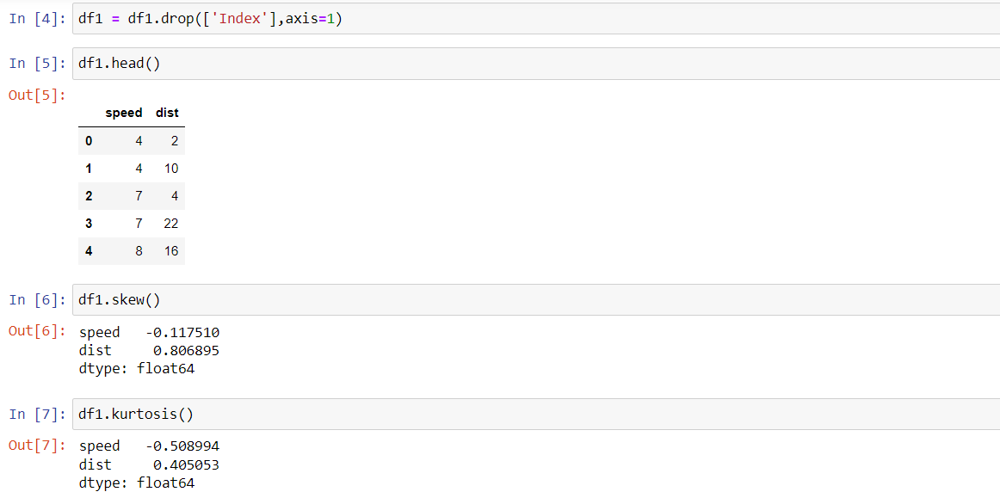 In [4]: df1 = df1.drop(['Index'],axis=1)
In [5]: df1.head()
Out[5]:
speed dist
0 4 2
1 4 10
2 7 4
3 7 22
4 8 16
In [6]: df1.skew()
Out[6]: speed -0.117510
dist 0.806895
dtype: float64
In [7]: df1.kurtosis()
Out[7]: speed -0.508994
dist 0.405053
dtype: float64